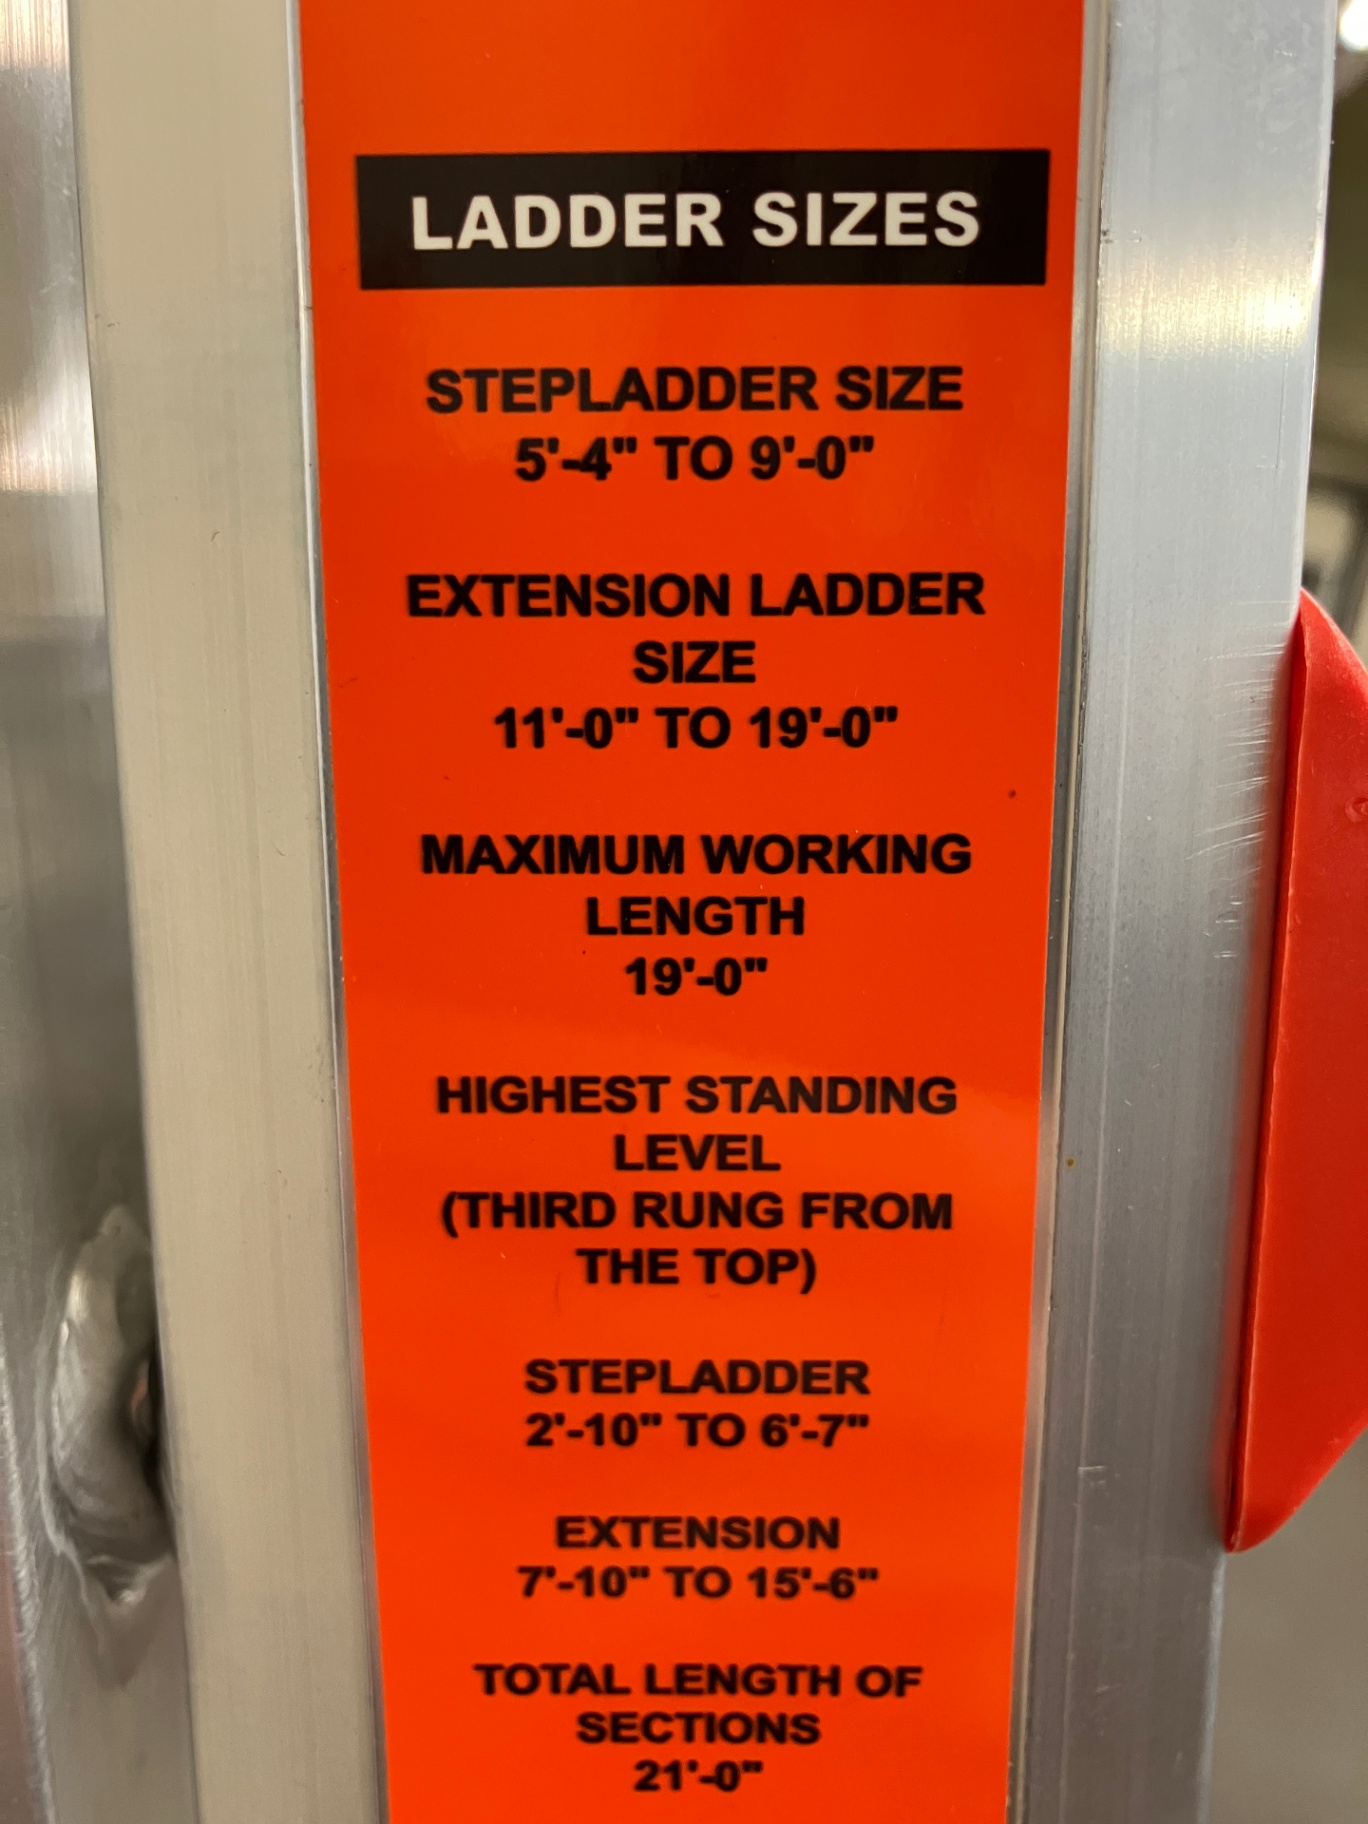 LADDER SIZES
STEPLADDER SIZE
5'-4" TO 9'-0"
EXTENSION LADDER
SIZE
11'-0" TO 19'-0"
MAXIMUM WORKING
LENGTH
19'-0"
HIGHEST STANDING
LEVEL
(THIRD RUNG FROM
THE TOP)
STEPLADDER
2'-10" TO 6'-7"
EXTENSION
7'-10" TO 15'-6"
TOTAL LENGTH OF
SECTIONS
21'-0"